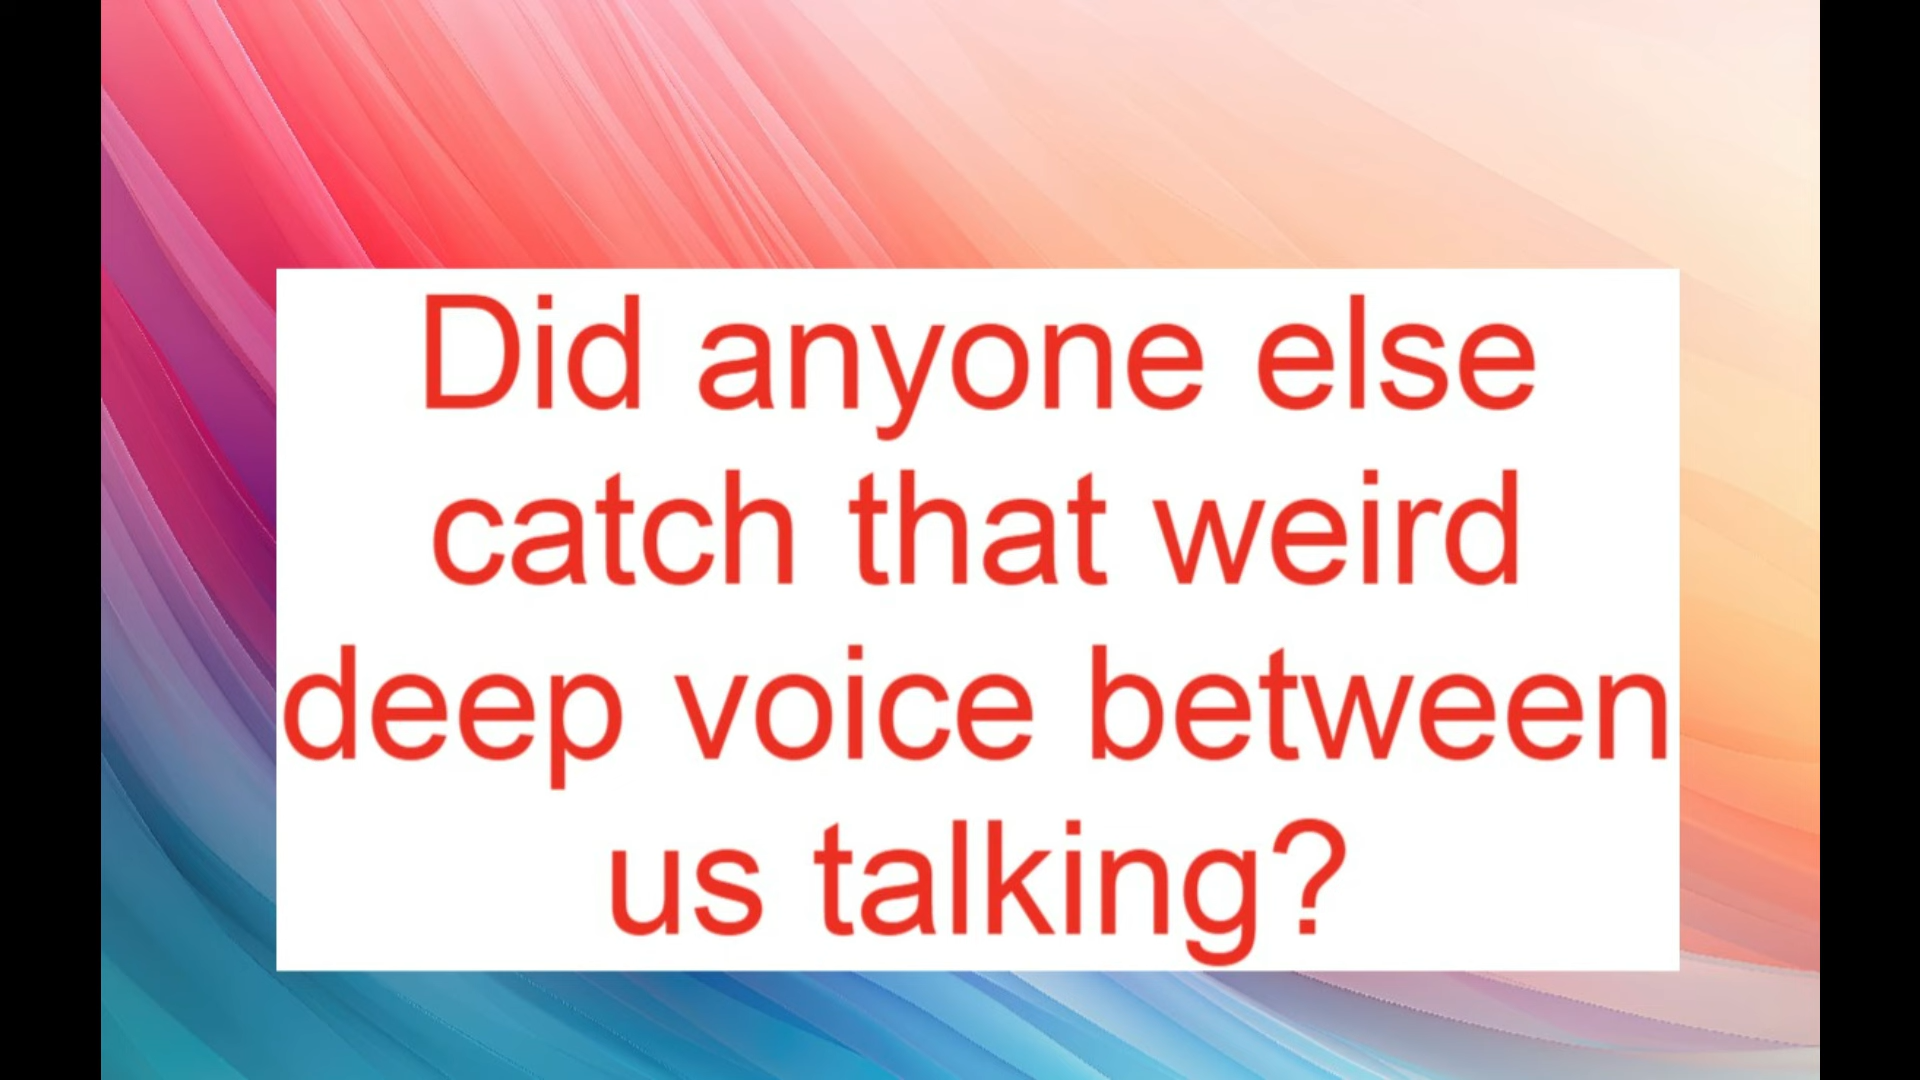 Did anyone else
catch that weird
deep voice between
us talking?